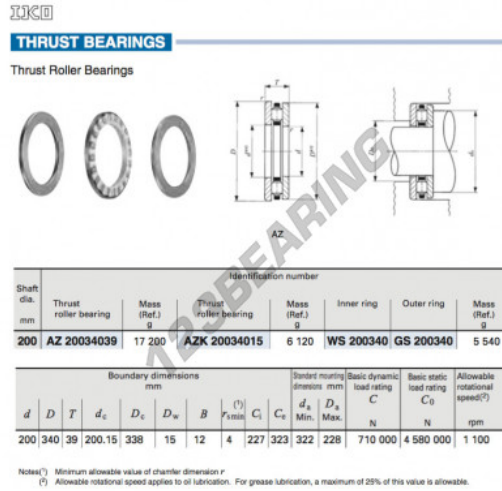 IKO
THRUST BEARINGS
Thrust Roller Bearings
T
r
D
d
AZ
123BEARING
Identification number
Shaft dia. mm | Thrust roller bearing | Mass (Ref.) g | Thrust roller bearing | Mass (Ref.) g | Inner ring | Outer ring | Mass (Ref.) g
200 | AZ 20034039 | 17 200 | AZK 20034015 | 6 120 | WS 200340 | GS 200340 | 5 540
Boundary dimensions mm | Standard mounting dimensions mm | Basic dynamic load rating C N | Basic static load rating C0 N | Allowable rotational speed(2) rpm
d | D | T | dc | Dc | Dw | B | rs min (1) | Ci | Ce | da Min. | Da Max.
200 | 340 | 39 | 200.15 | 338 | 15 | 12 | 4 | 227 | 323 | 322 | 228 | 710 000 | 4 580 000 | 1 100
Notes(1) Minimum allowable value of chamfer dimension r
(2) Allowable rotational speed applies to oil lubrication. For grease lubrication, a maximum of 25% of this value is allowable.